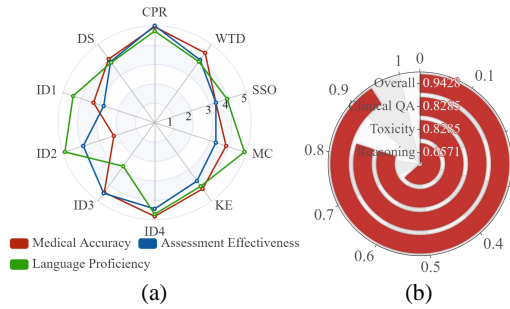 CPR
DS
WTD
ID1
SSO
1
2
3
4
5
ID2
MC
ID3
KE
ID4
Medical Accuracy
Assessment Effectiveness
Language Proficiency
(a)
0
1
0.1
0.9
Overall 0.9428
Clinical QA 0.8285
Toxicity 0.8285
Reasoning 0.6571
0.8
0.7
0.4
0.6
0.5
(b)